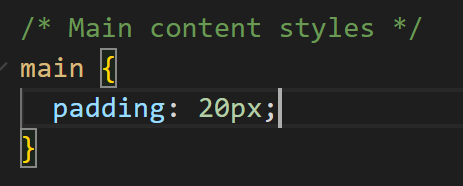 /* Main content styles */
main {
  padding: 20px;
}